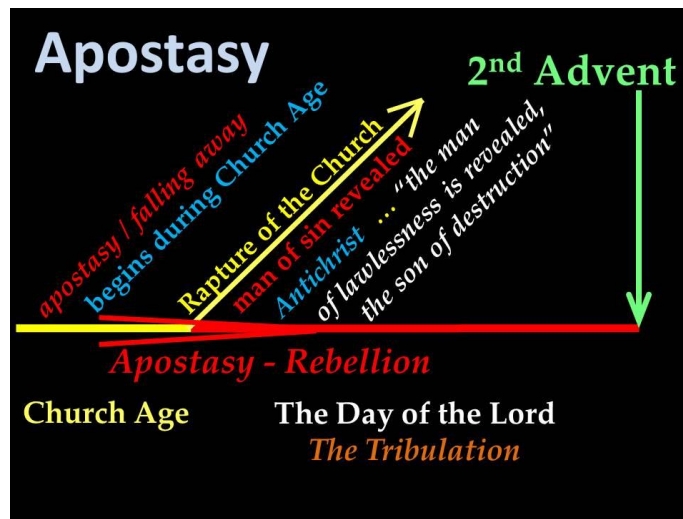 Apostasy
2nd Advent
apostasy / falling away
begins during Church Age
Rapture of the Church
man of sin revealed
Antichrist ... “the man
of lawlessness is revealed,
the son of destruction”
Apostasy - Rebellion
Church Age
The Day of the Lord
The Tribulation